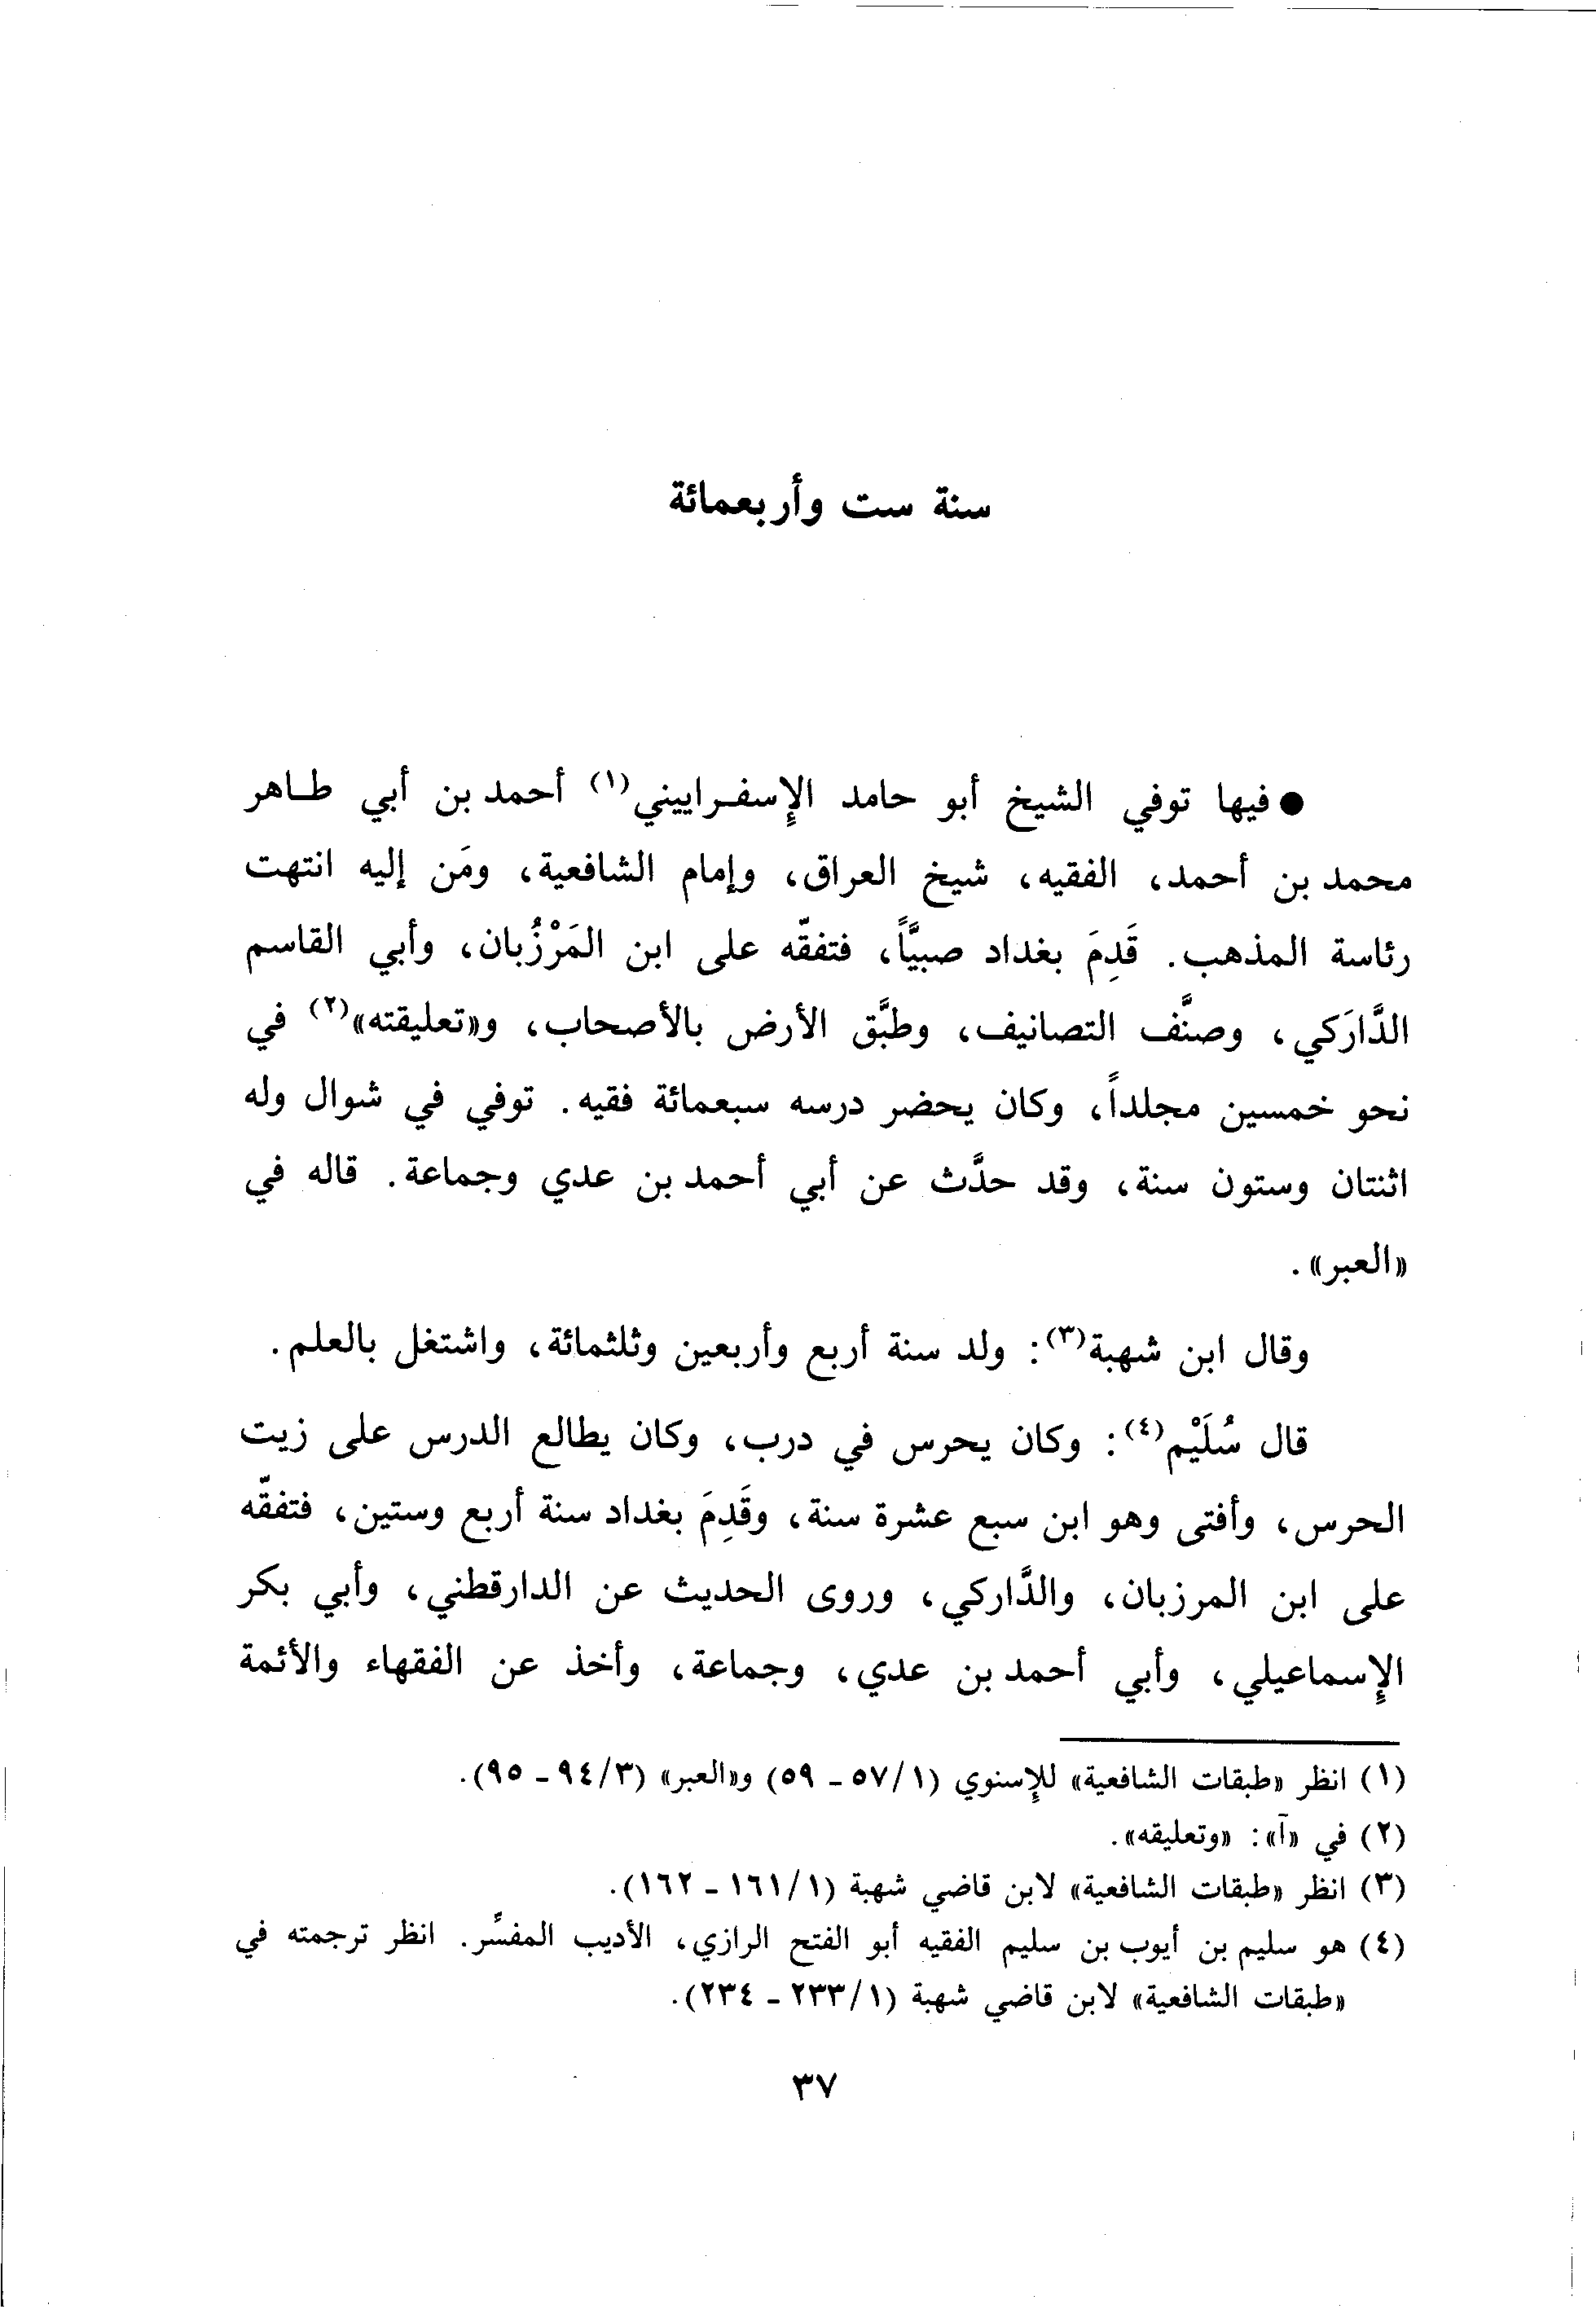 سنة ست وأربعمائة
● فيها توفي الشيخ أبو حامد الإِسفـراييني(١) أحمد بن أبي طـاهر
محمد بن أحمد، الفقيه، شيخ العراق، وإمام الشافعية، ومَن إليه انتهت
رئاسة المذهب. قَدِمَ بغداد صبيَّاً، فتفقّه على ابن المَرْزُبان، وأبي القاسم
الدَّارَكي، وصنَّف التصانيف، وطبَّق الأرض بالأصحاب، و«تعليقته»(٢) في
نحو خمسين مجلداً، وكان يحضر درسه سبعمائة فقيه. توفي في شوال وله
اثنتان وستون سنة، وقد حدَّث عن أبي أحمد بن عدي وجماعة. قاله في
«العبر».
وقال ابن شهبة(٣): ولد سنة أربع وأربعين وثلثمائة، واشتغل بالعلم.
قال سُلَيْم(٤): وكان يحرس في درب، وكان يطالع الدرس على زيت
الحرس، وأفتى وهو ابن سبع عشرة سنة، وقَدِمَ بغداد سنة أربع وستين، فتفقّه
على ابن المرزبان، والدَّاركي، وروى الحديث عن الدارقطني، وأبي بكر
الإِسماعيلي، وأبي أحمد بن عدي، وجماعة، وأخذ عن الفقهاء والأئمة
(١) انظر «طبقات الشافعية» للإِسنوي (١/٥٧ - ٥٩) و«العبر» (٣/٩٤ - ٩٥).
(٢) في «آ»: «وتعليقه».
(٣) انظر «طبقات الشافعية» لابن قاضي شهبة (١/١٦١ - ١٦٢).
(٤) هو سليم بن أيوب بن سليم الفقيه أبو الفتح الرازي، الأديب المفسِّر. انظر ترجمته في
«طبقات الشافعية» لابن قاضي شهبة (١/٢٣٣ - ٢٣٤).
٣٧